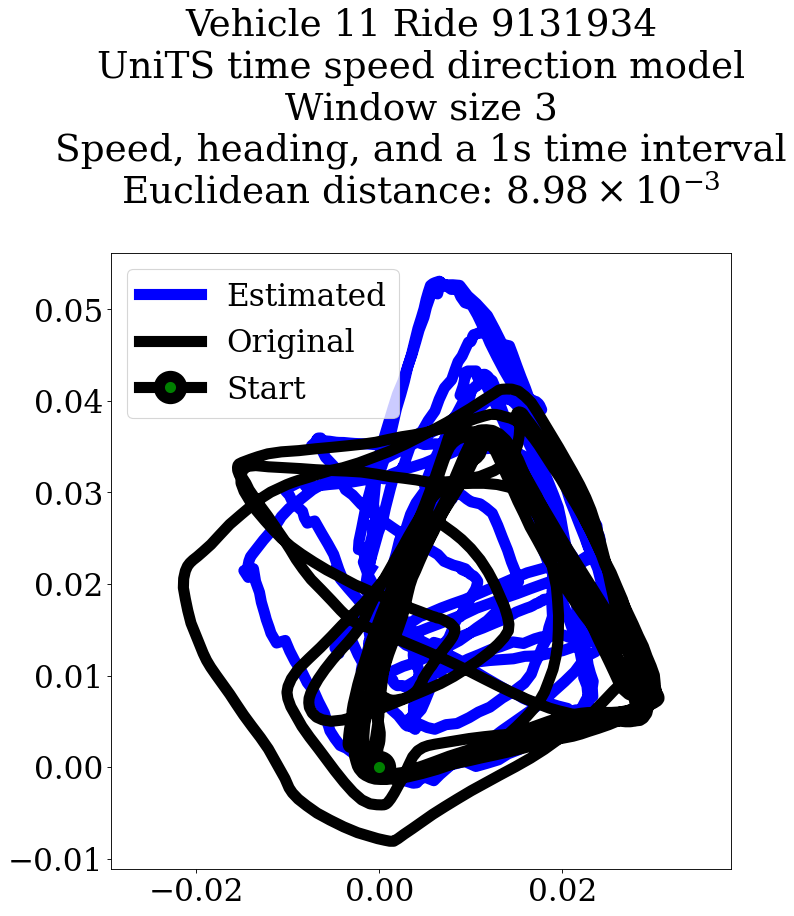 Vehicle 11 Ride 9131934
UniTS time speed direction model
Window size 3
Speed, heading, and a 1s time interval
Euclidean distance: 8.98 × 10⁻³
Estimated
Original
Start
0.05
0.04
0.03
0.02
0.01
0.00
−0.01
−0.02 0.00 0.02